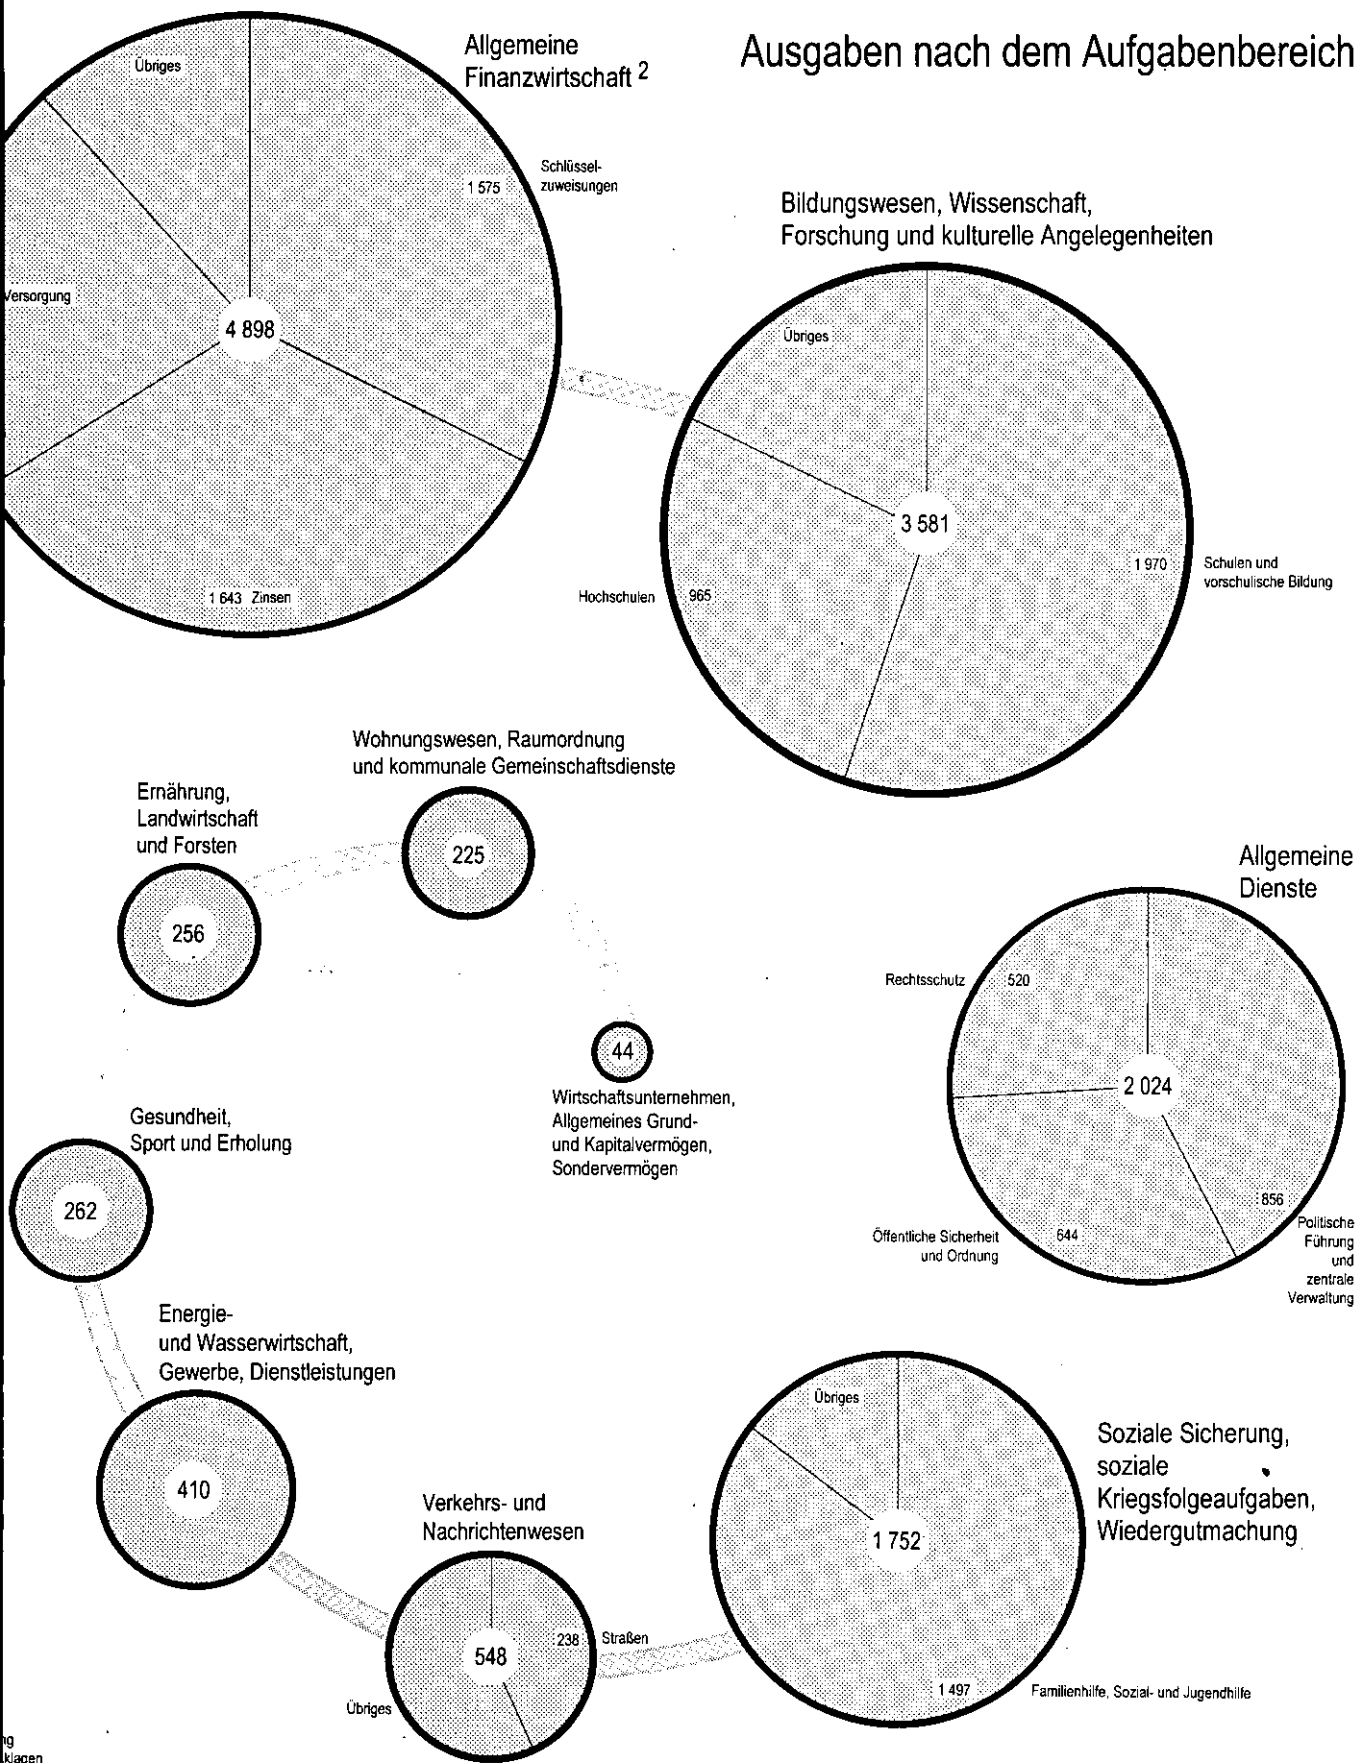 Ausgaben nach dem Aufgabenbereich
Allgemeine
Finanzwirtschaft 2
Übriges
Schlüssel-
zuweisungen
1 575
Versorgung
4 898
1 643 Zinsen
Bildungswesen, Wissenschaft,
Forschung und kulturelle Angelegenheiten
Übriges
3 581
1 970
Schulen und
vorschulische Bildung
Hochschulen
965
Wohnungswesen, Raumordnung
und kommunale Gemeinschaftsdienste
225
Ernährung,
Landwirtschaft
und Forsten
256
44
Wirtschaftsunternehmen,
Allgemeines Grund-
und Kapitalvermögen,
Sondervermögen
Allgemeine
Dienste
Rechtsschutz
520
2 024
856
Politische
Führung
und
zentrale
Verwaltung
Öffentliche Sicherheit
und Ordnung
644
Gesundheit,
Sport und Erholung
262
Energie-
und Wasserwirtschaft,
Gewerbe, Dienstleistungen
410
Verkehrs- und
Nachrichtenwesen
548
238
Straßen
Übriges
Soziale Sicherung,
soziale
Kriegsfolgeaufgaben,
Wiedergutmachung
Übriges
1 752
1 497
Familienhilfe, Sozial- und Jugendhilfe